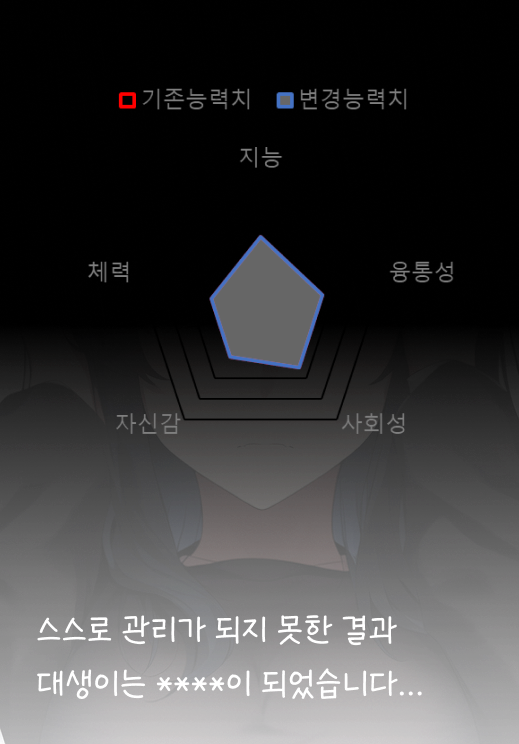 기존능력치 변경능력치
지능
체력 융통성
자신감 사회성
스스로 관리가 되지 못한 결과
대생이는 ****이 되었습니다...